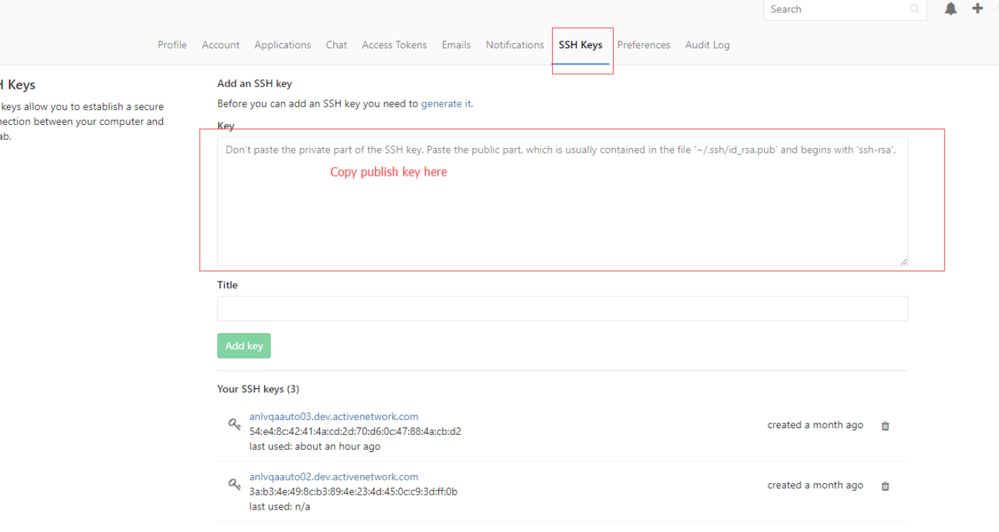 Search
Profile Account Applications Chat Access Tokens Emails Notifications SSH Keys Preferences Audit Log
H Keys
keys allow you to establish a secure
nection between your computer and
ab.
Add an SSH key
Before you can add an SSH key you need to generate it.
Key
Don't paste the private part of the SSH key. Paste the public part, which is usually contained in the file '~/.ssh/id_rsa.pub' and begins with 'ssh-rsa'.
Copy publish key here
Title
Add key
Your SSH keys (3)
anlvqaauto03.dev.activenetwork.com
54:e4:8c:42:41:4a:cd:2d:70:d6:0c:47:88:4a:cb:d2
last used: about an hour ago
created a month ago
anlvqaauto02.dev.activenetwork.com
3a:b3:4e:49:8c:b3:89:4e:23:4d:45:0c:c9:3d:ff:0b
last used: n/a
created a month ago